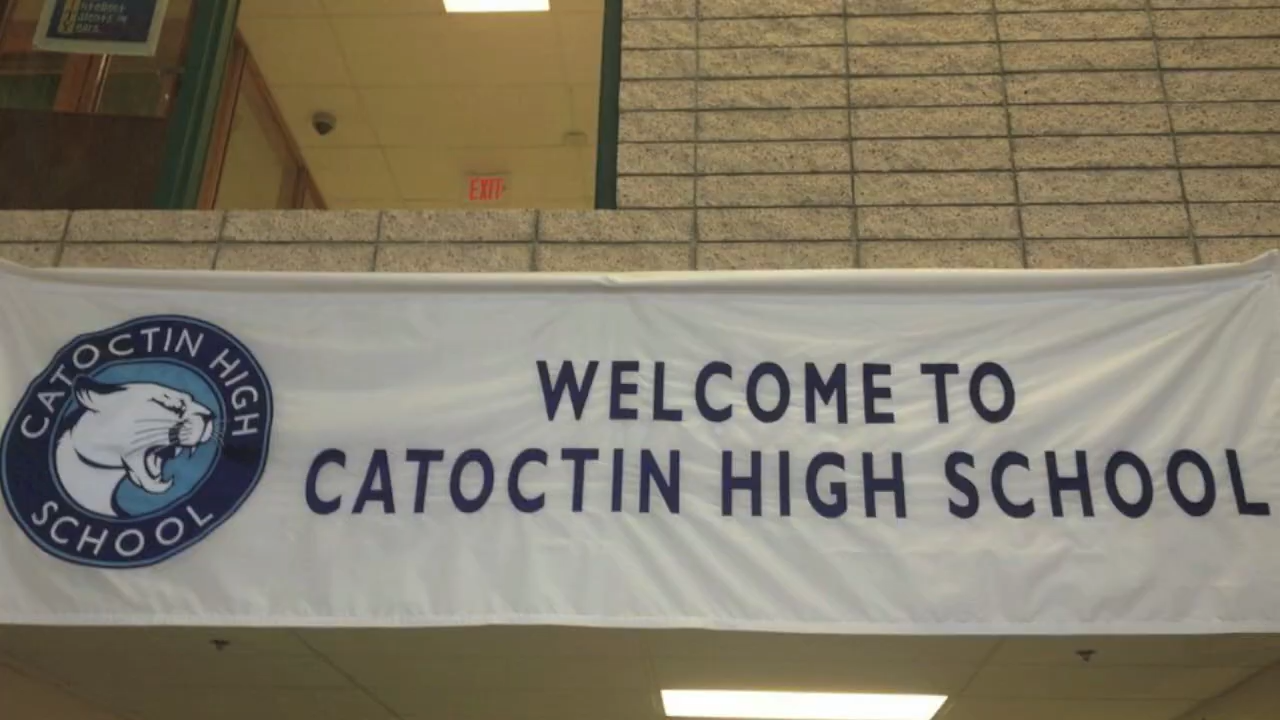 EXIT
CATOCTIN HIGH
SCHOOL
WELCOME TO
CATOCTIN HIGH SCHOOL